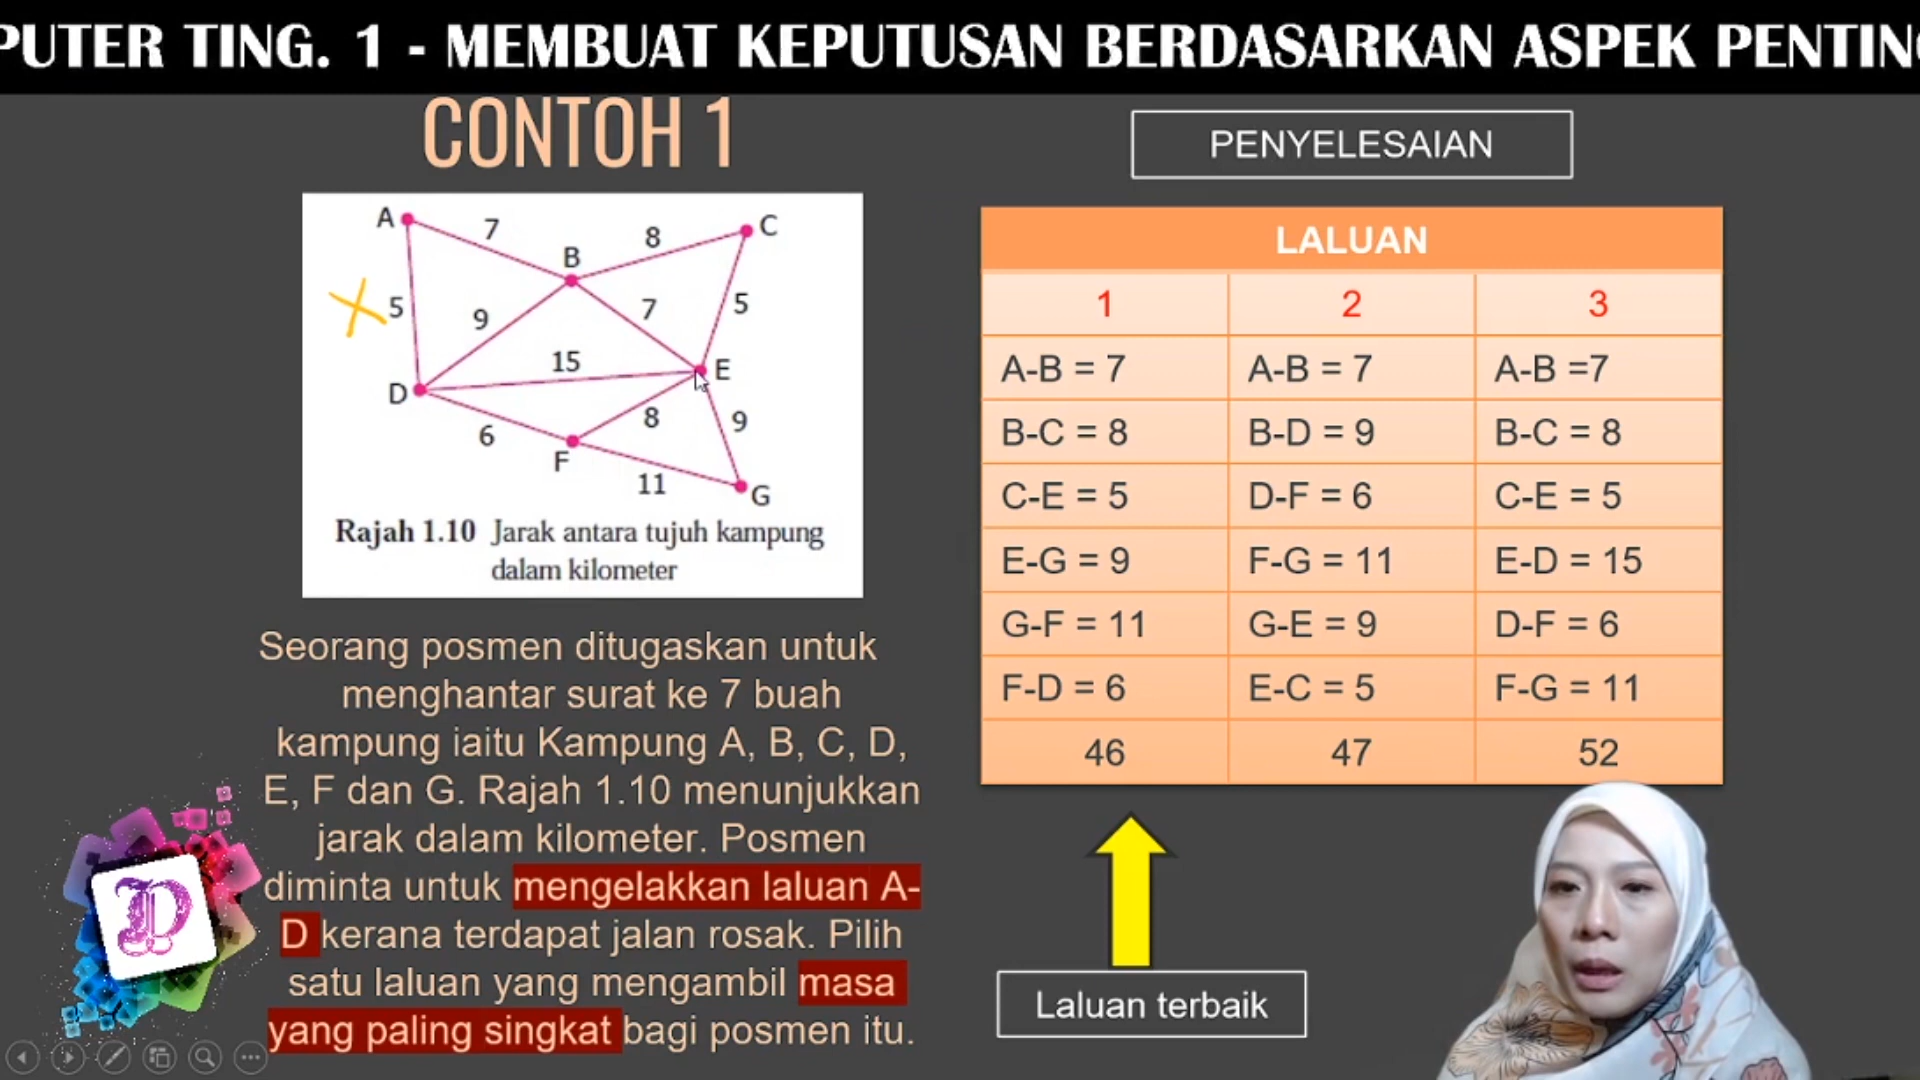 PUTER TING. 1 - MEMBUAT KEPUTUSAN BERDASARKAN ASPEK PENTING
CONTOH 1
A
7
B
8
C
5
9
7
5
15
D
E
6
8
9
F
11
G
Rajah 1.10 Jarak antara tujuh kampung
dalam kilometer
Seorang posmen ditugaskan untuk
menghantar surat ke 7 buah
kampung iaitu Kampung A, B, C, D,
E, F dan G. Rajah 1.10 menunjukkan
jarak dalam kilometer. Posmen
diminta untuk mengelakkan laluan A-
D kerana terdapat jalan rosak. Pilih
satu laluan yang mengambil masa
yang paling singkat bagi posmen itu.
PENYELESAIAN
LALUAN
1 2 3
A-B = 7 A-B = 7 A-B =7
B-C = 8 B-D = 9 B-C = 8
C-E = 5 D-F = 6 C-E = 5
E-G = 9 F-G = 11 E-D = 15
G-F = 11 G-E = 9 D-F = 6
F-D = 6 E-C = 5 F-G = 11
46 47 52
Laluan terbaik